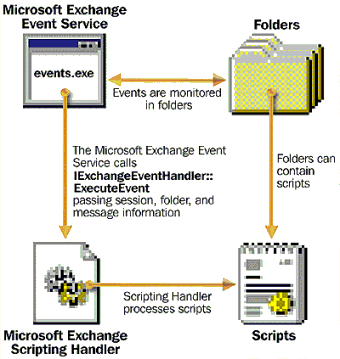 Microsoft Exchange
Event Service
Folders
events.exe
Events are monitored
in folders
The Microsoft Exchange Event
Service calls
IExchangeEventHandler::
ExecuteEvent
passing session, folder, and
message information
Folders can
contain
scripts
Scripting Handler
processes scripts
Microsoft Exchange
Scripting Handler
Scripts